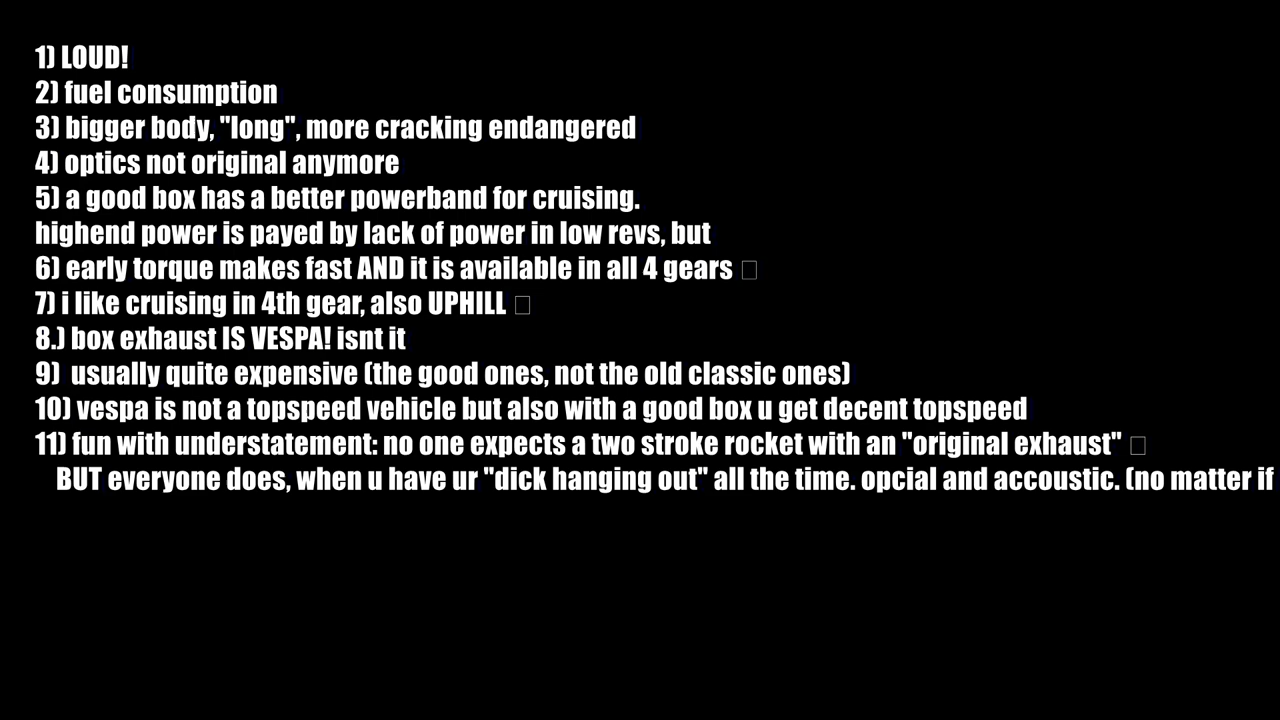 1) LOUD!
2) fuel consumption
3) bigger body, "long", more cracking endangered
4) optics not original anymore
5) a good box has a better powerband for cruising.
highend power is payed by lack of power in low revs, but
6) early torque makes fast AND it is available in all 4 gears
7) i like cruising in 4th gear, also UPHILL
8.) box exhaust IS VESPA! isnt it
9)  usually quite expensive (the good ones, not the old classic ones)
10) vespa is not a topspeed vehicle but also with a good box u get decent topspeed
11) fun with understatement: no one expects a two stroke rocket with an "original exhaust"
BUT everyone does, when u have ur "dick hanging out" all the time. opcial and accoustic. (no matter if